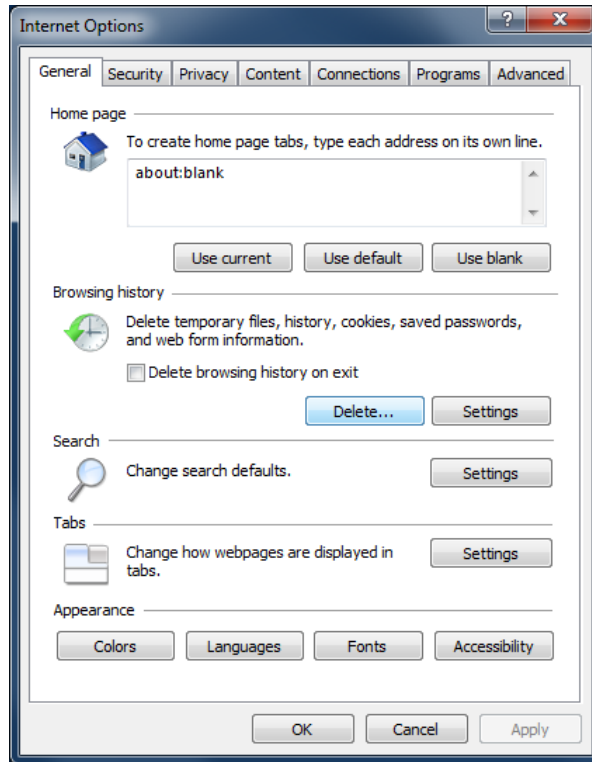 Internet Options
?
X
General Security Privacy Content Connections Programs Advanced
Home page
To create home page tabs, type each address on its own line.
about:blank
Use current Use default Use blank
Browsing history
Delete temporary files, history, cookies, saved passwords,
and web form information.
Delete browsing history on exit
Delete... Settings
Search
Change search defaults. Settings
Tabs
Change how webpages are displayed in
tabs.
Settings
Appearance
Colors Languages Fonts Accessibility
OK Cancel Apply